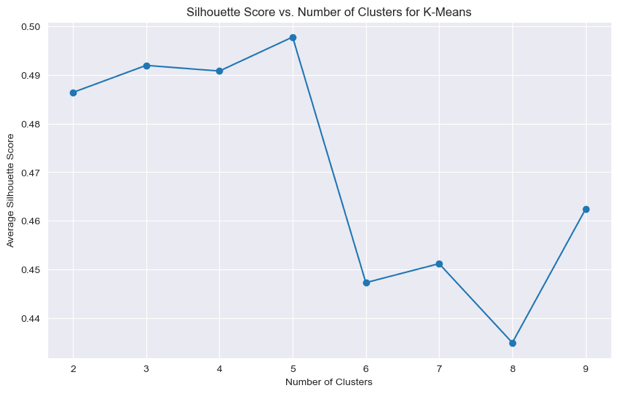 Silhouette Score vs. Number of Clusters for K-Means
0.50
0.49
0.48
0.47
0.46
0.45
0.44
Average Silhouette Score
2 3 4 5 6 7 8 9
Number of Clusters